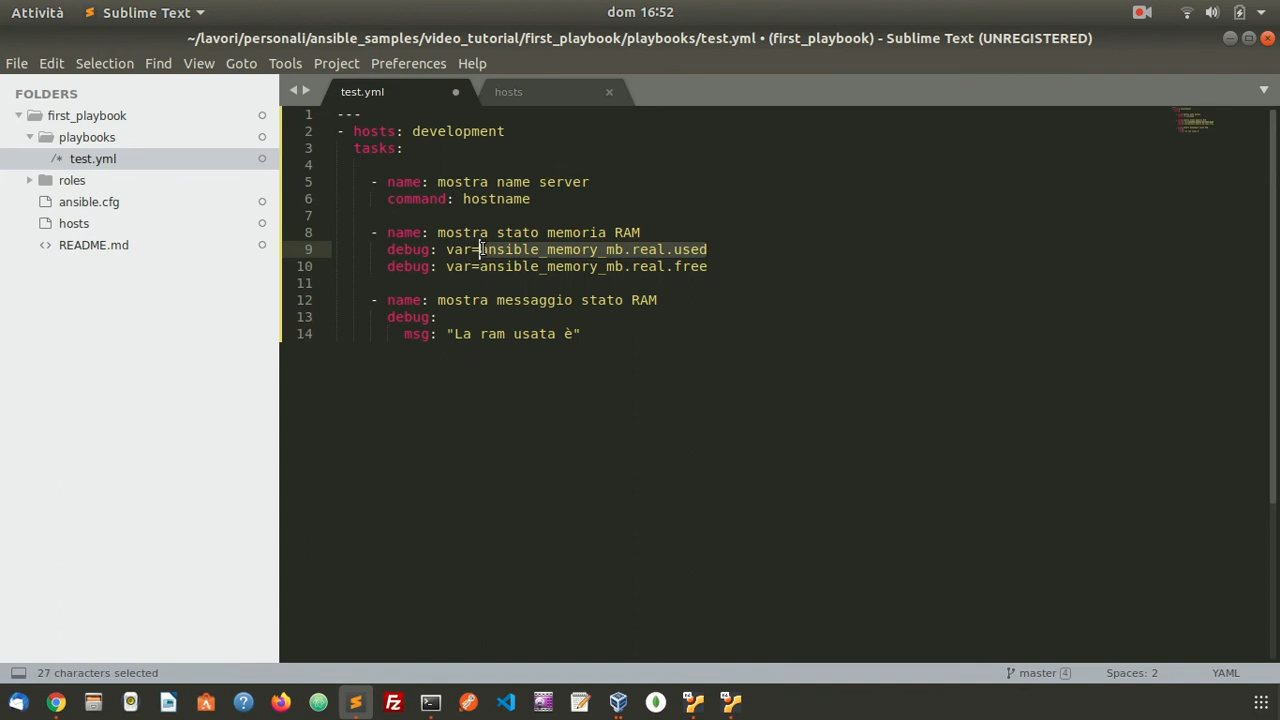 Attività Sublime Text dom 16:52
~/lavori/personali/ansible_samples/video_tutorial/first_playbook/playbooks/test.yml • (first_playbook) - Sublime Text (UNREGISTERED)
File Edit Selection Find View Goto Tools Project Preferences Help
FOLDERS
first_playbook
playbooks
/* test.yml
roles
ansible.cfg
hosts
README.md
test.yml hosts
1 ---
2 - hosts: development
3 tasks:
4
5 - name: mostra name server
6 command: hostname
7
8 - name: mostra stato memoria RAM
9 debug: var=ansible_memory_mb.real.used
10 debug: var=ansible_memory_mb.real.free
11
12 - name: mostra messaggio stato RAM
13 debug:
14 msg: "La ram usata è"
27 characters selected master 4 Spaces: 2 YAML